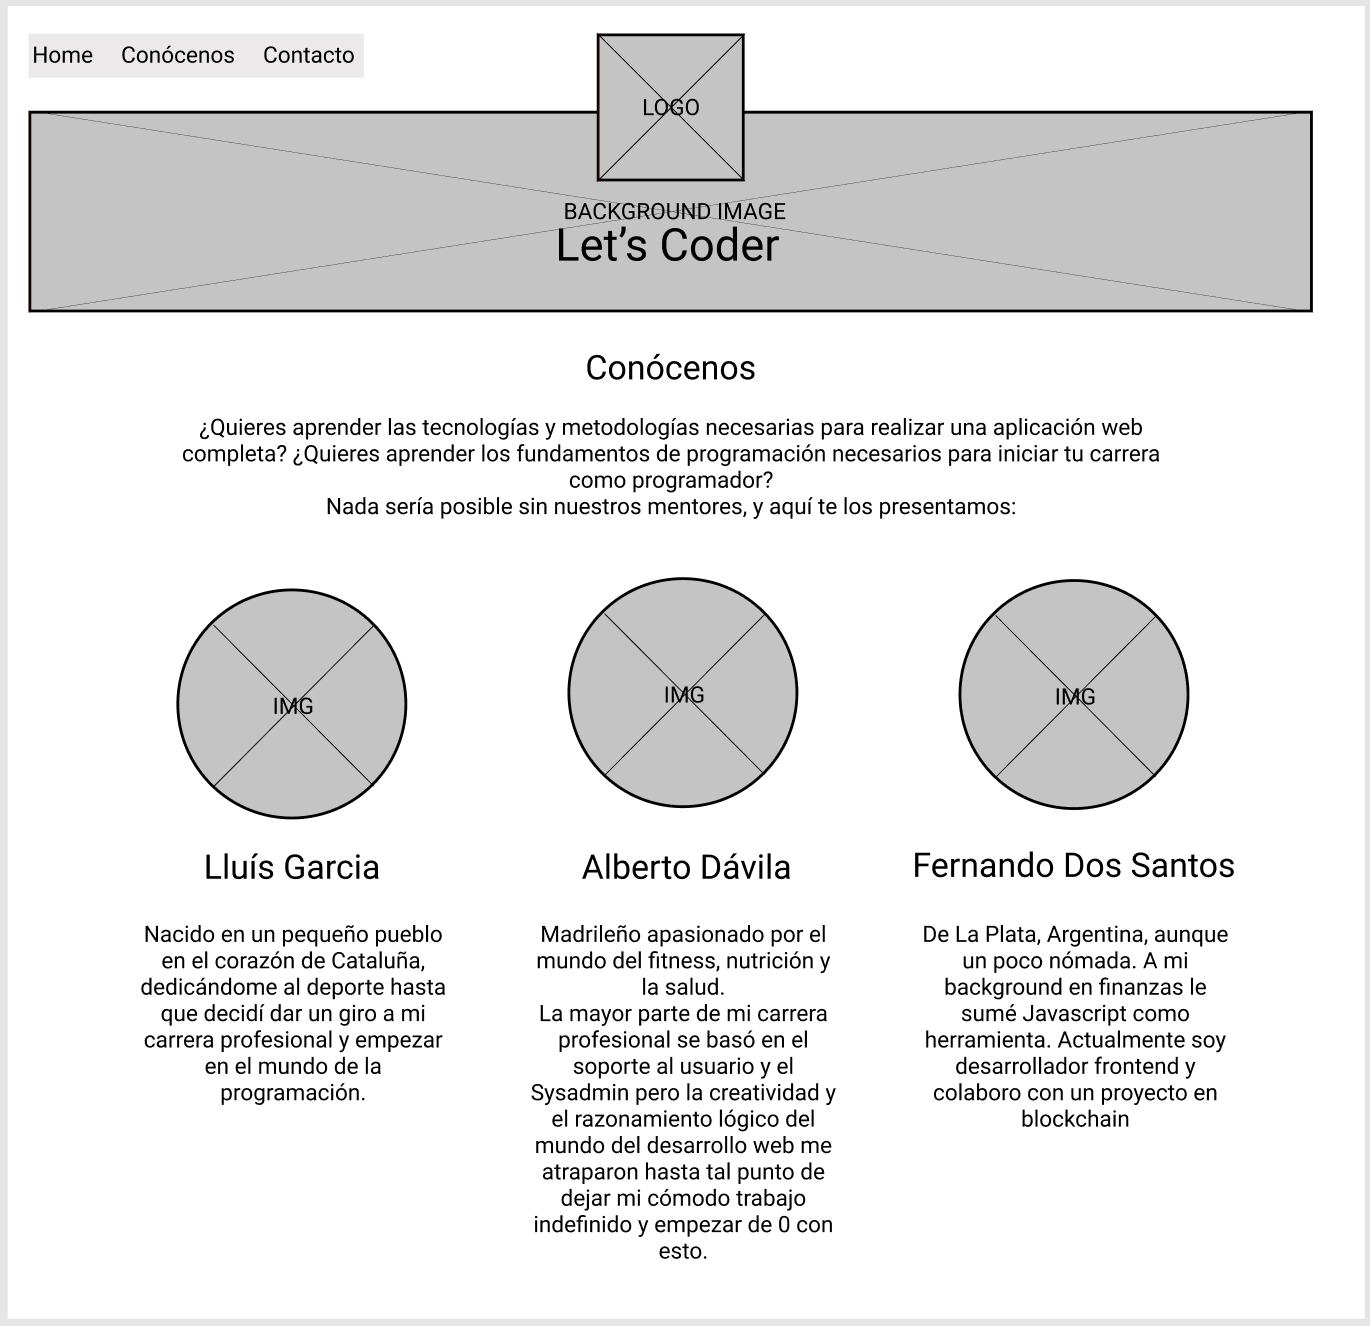 Home Conócenos Contacto
LOGO
BACKGROUND IMAGE
Let’s Coder
Conócenos
¿Quieres aprender las tecnologías y metodologías necesarias para realizar una aplicación web
completa? ¿Quieres aprender los fundamentos de programación necesarios para iniciar tu carrera
como programador?
Nada sería posible sin nuestros mentores, y aquí te los presentamos:
IMG
Lluís Garcia
Nacido en un pequeño pueblo
en el corazón de Cataluña,
dedicándome al deporte hasta
que decidí dar un giro a mi
carrera profesional y empezar
en el mundo de la
programación.
IMG
Alberto Dávila
Madrileño apasionado por el
mundo del fitness, nutrición y
la salud.
La mayor parte de mi carrera
profesional se basó en el
soporte al usuario y el
Sysadmin pero la creatividad y
el razonamiento lógico del
mundo del desarrollo web me
atraparon hasta tal punto de
dejar mi cómodo trabajo
indefinido y empezar de 0 con
esto.
IMG
Fernando Dos Santos
De La Plata, Argentina, aunque
un poco nómada. A mi
background en finanzas le
sumé Javascript como
herramienta. Actualmente soy
desarrollador frontend y
colaboro con un proyecto en
blockchain